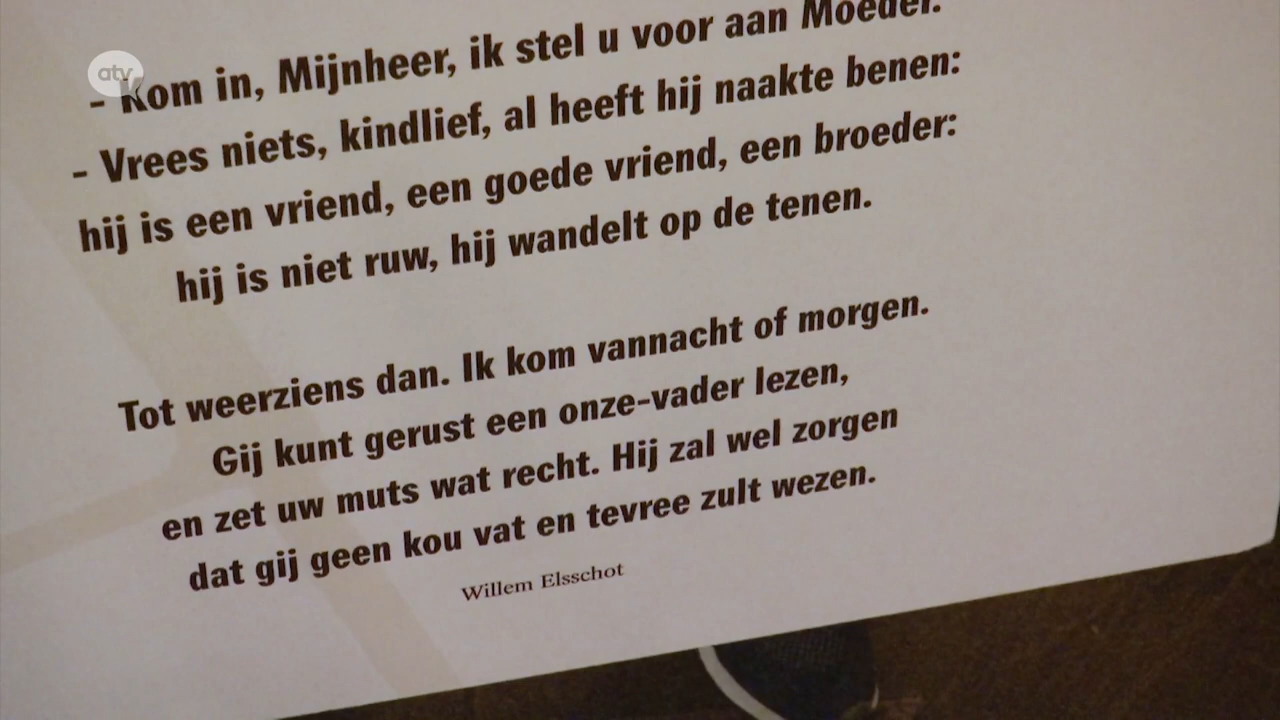 atv
- Kom in, Mijnheer, ik stel u voor aan Moeder.
- Vrees niets, kindlief, al heeft hij naakte benen:
hij is een vriend, een goede vriend, een broeder:
hij is niet ruw, hij wandelt op de tenen.
Tot weerziens dan. Ik kom vannacht of morgen.
Gij kunt gerust een onze-vader lezen,
en zet uw muts wat recht. Hij zal wel zorgen
dat gij geen kou vat en tevree zult wezen.
Willem Elsschot